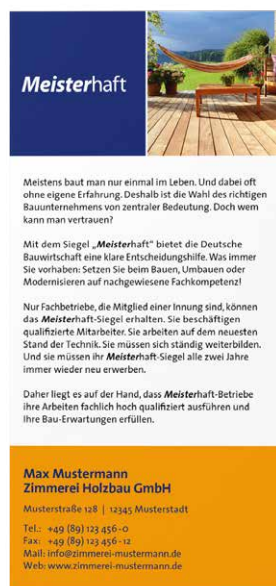 Meisterhaft
Meistens baut man nur einmal im Leben. Und dabei oft
ohne eigene Erfahrung. Deshalb ist die Wahl des richtigen
Bauunternehmens von zentraler Bedeutung. Doch wem
kann man vertrauen?
Mit dem Siegel „Meisterhaft“ bietet die Deutsche
Bauwirtschaft eine klare Entscheidungshilfe. Was immer
Sie vorhaben: Setzen Sie beim Bauen, Umbauen oder
Modernisieren auf nachgewiesene Fachkompetenz!
Nur Fachbetriebe, die Mitglied einer Innung sind, können
das Meisterhaft-Siegel erhalten. Sie beschäftigen
qualifizierte Mitarbeiter. Sie arbeiten auf dem neuesten
Stand der Technik. Sie müssen sich ständig weiterbilden.
Und sie müssen ihr Meisterhaft-Siegel alle zwei Jahre
immer wieder neu erwerben.
Daher liegt es auf der Hand, dass Meisterhaft-Betriebe
ihre Arbeiten fachlich hoch qualifiziert ausführen und
Ihre Bau-Erwartungen erfüllen.
Max Mustermann
Zimmerei Holzbau GmbH
Musterstraße 128 | 12345 Musterstadt
Tel.: +49 (89) 123 456-0
Fax: +49 (89) 123 456-12
Mail: info@zimmerei-mustermann.de
Web: www.zimmerei-mustermann.de